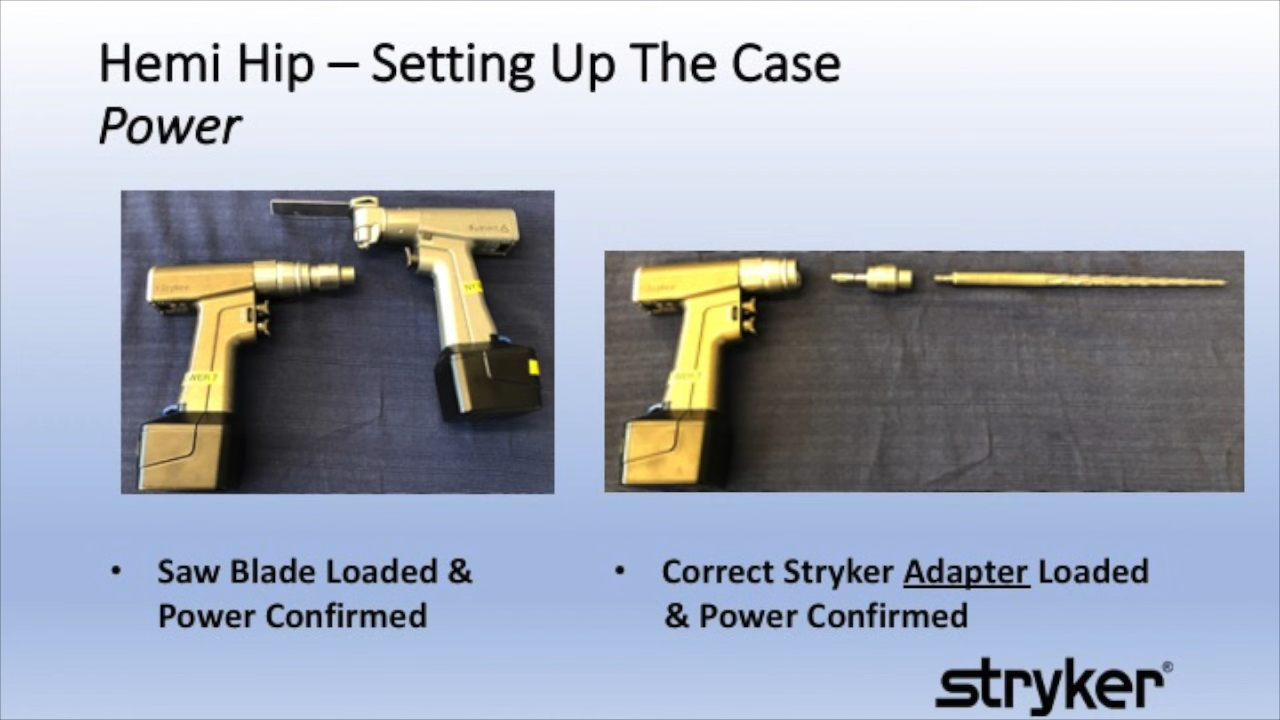 Hemi Hip – Setting Up The Case
Power
• Saw Blade Loaded &
Power Confirmed
• Correct Stryker Adapter Loaded
& Power Confirmed
stryker®